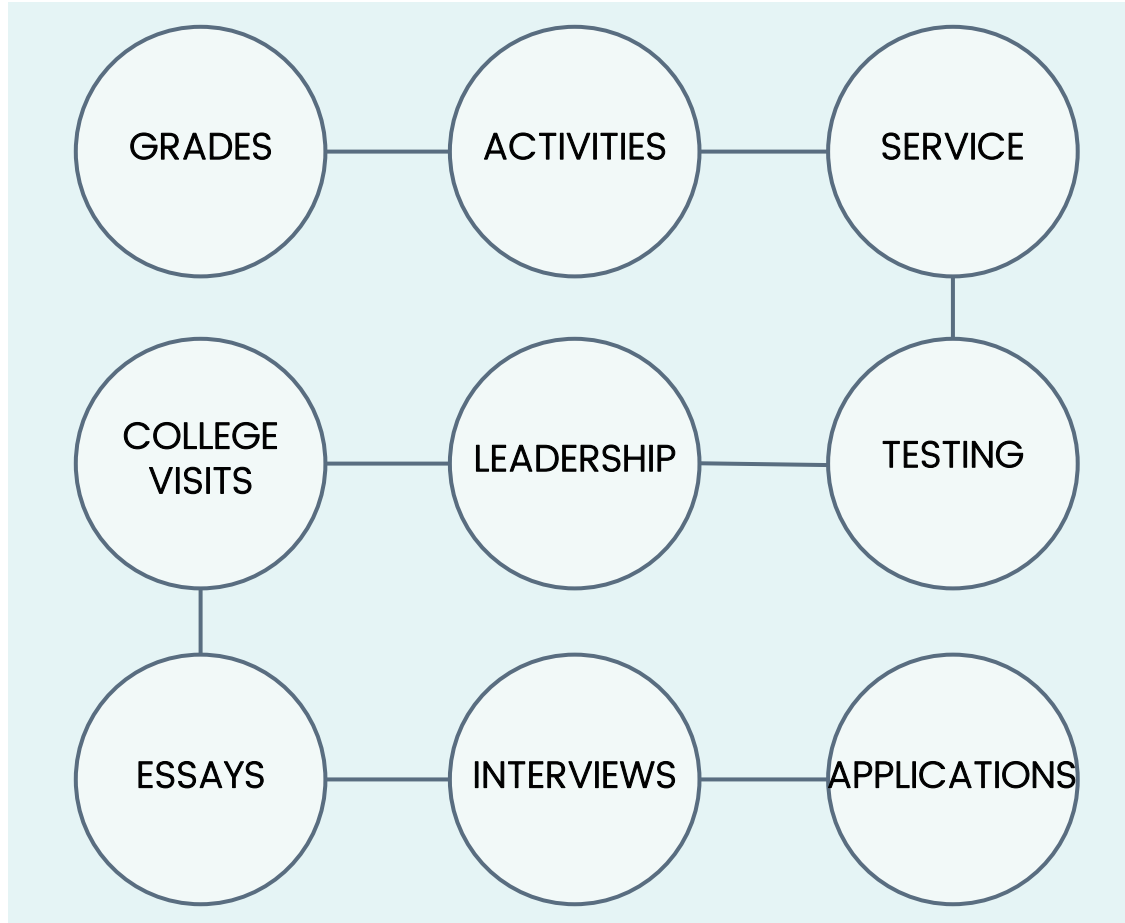 GRADES
ACTIVITIES
SERVICE
COLLEGE
VISITS
LEADERSHIP
TESTING
ESSAYS
INTERVIEWS
APPLICATIONS